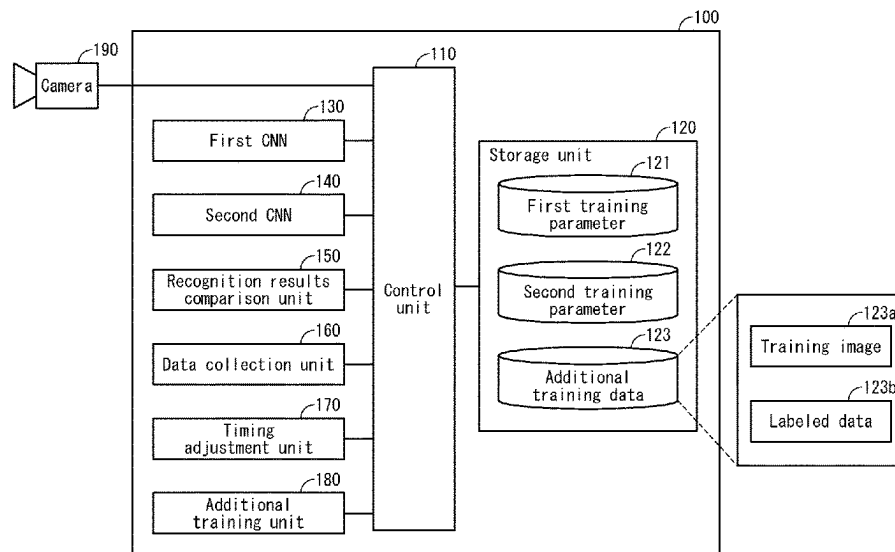 100
190
Camera
110
Control
unit
130
First CNN
140
Second CNN
150
Recognition results
comparison unit
160
Data collection unit
170
Timing
adjustment unit
180
Additional
training unit
120
Storage unit
121
First training
parameter
122
Second training
parameter
123
Additional
training data
123a
Training image
123b
Labeled data